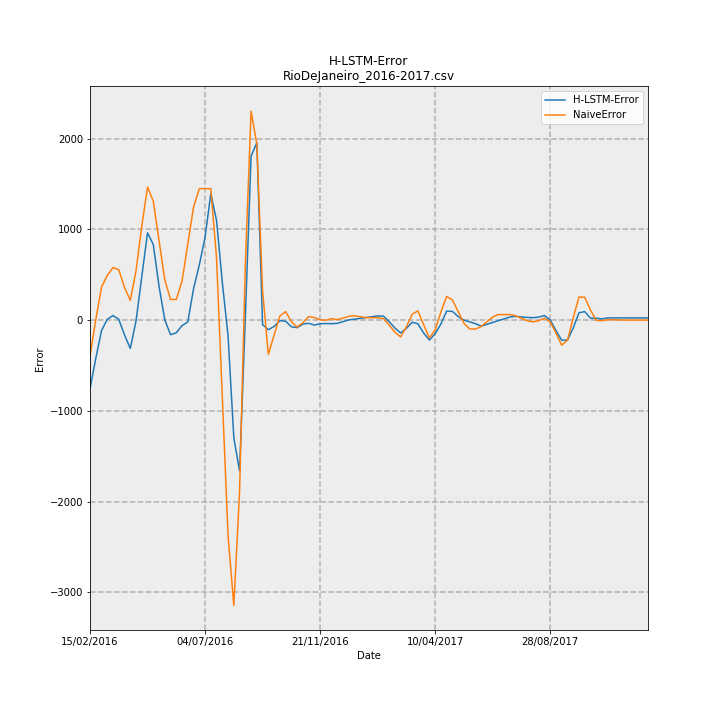 H-LSTM-Error
RioDeJaneiro_2016-2017.csv
H-LSTM-Error
NaiveError
2000
1000
0
−1000
−2000
−3000
Error
15/02/2016 04/07/2016 21/11/2016 10/04/2017 28/08/2017
Date